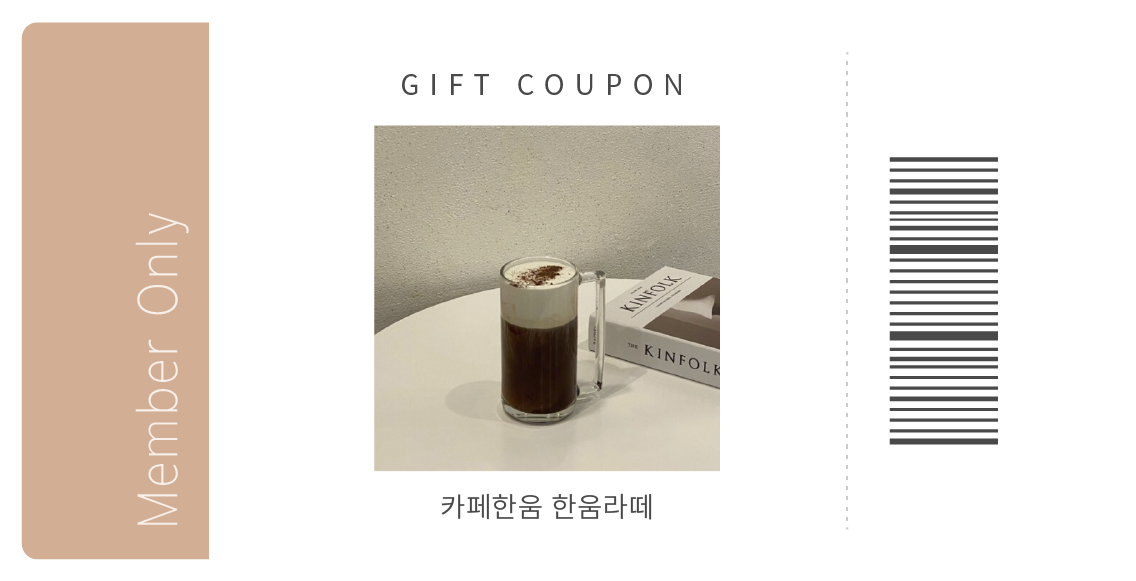 Member Only
GIFT COUPON
KINFOLK
THE KINFOLK
카페한움 한움라떼